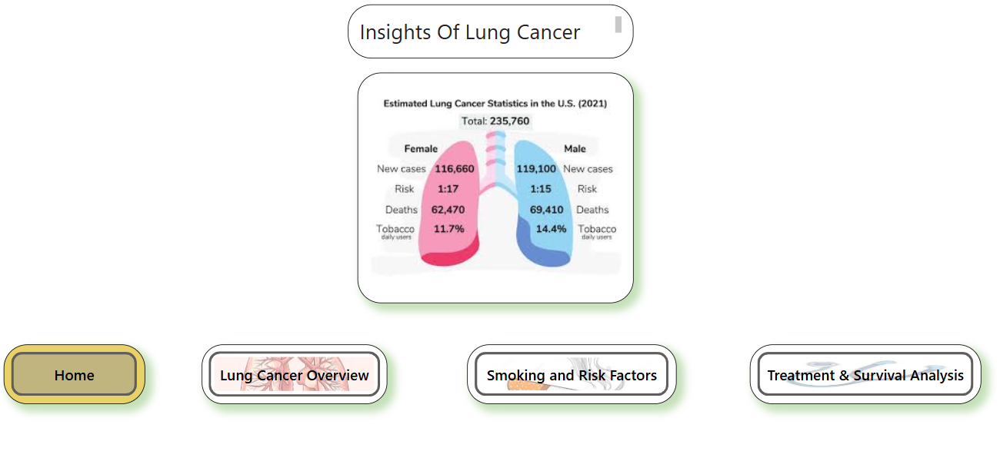 Insights Of Lung Cancer
Estimated Lung Cancer Statistics in the U.S. (2021)
Total: 235,760
Female Male
New cases 116,660 119,100 New cases
Risk 1:17 1:15 Risk
Deaths 62,470 69,410 Deaths
Tobacco 11.7% 14.4% Tobacco
daily users daily users
Home Lung Cancer Overview Smoking and Risk Factors Treatment & Survival Analysis